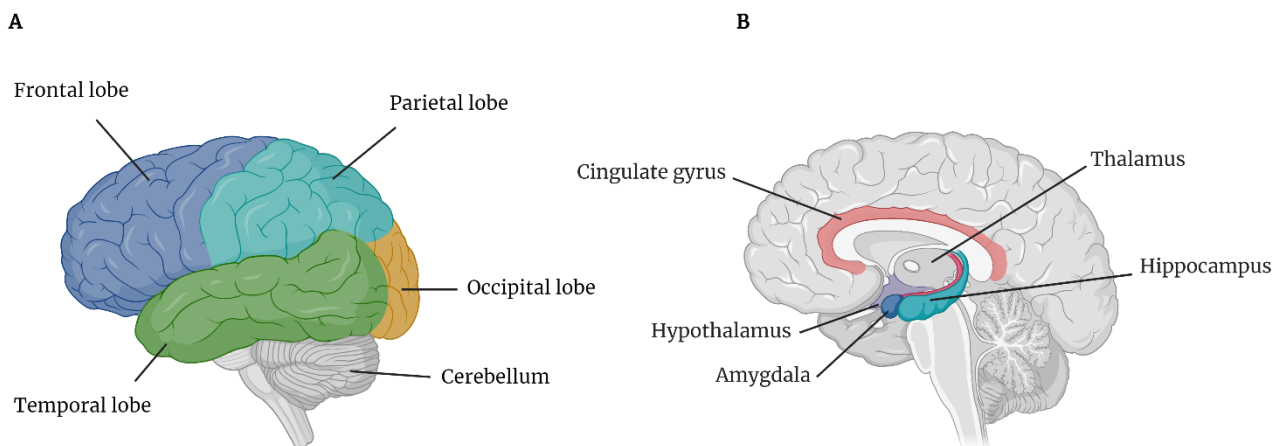 A
Frontal lobe
Parietal lobe
Occipital lobe
Cerebellum
Temporal lobe
B
Cingulate gyrus
Thalamus
Hippocampus
Hypothalamus
Amygdala